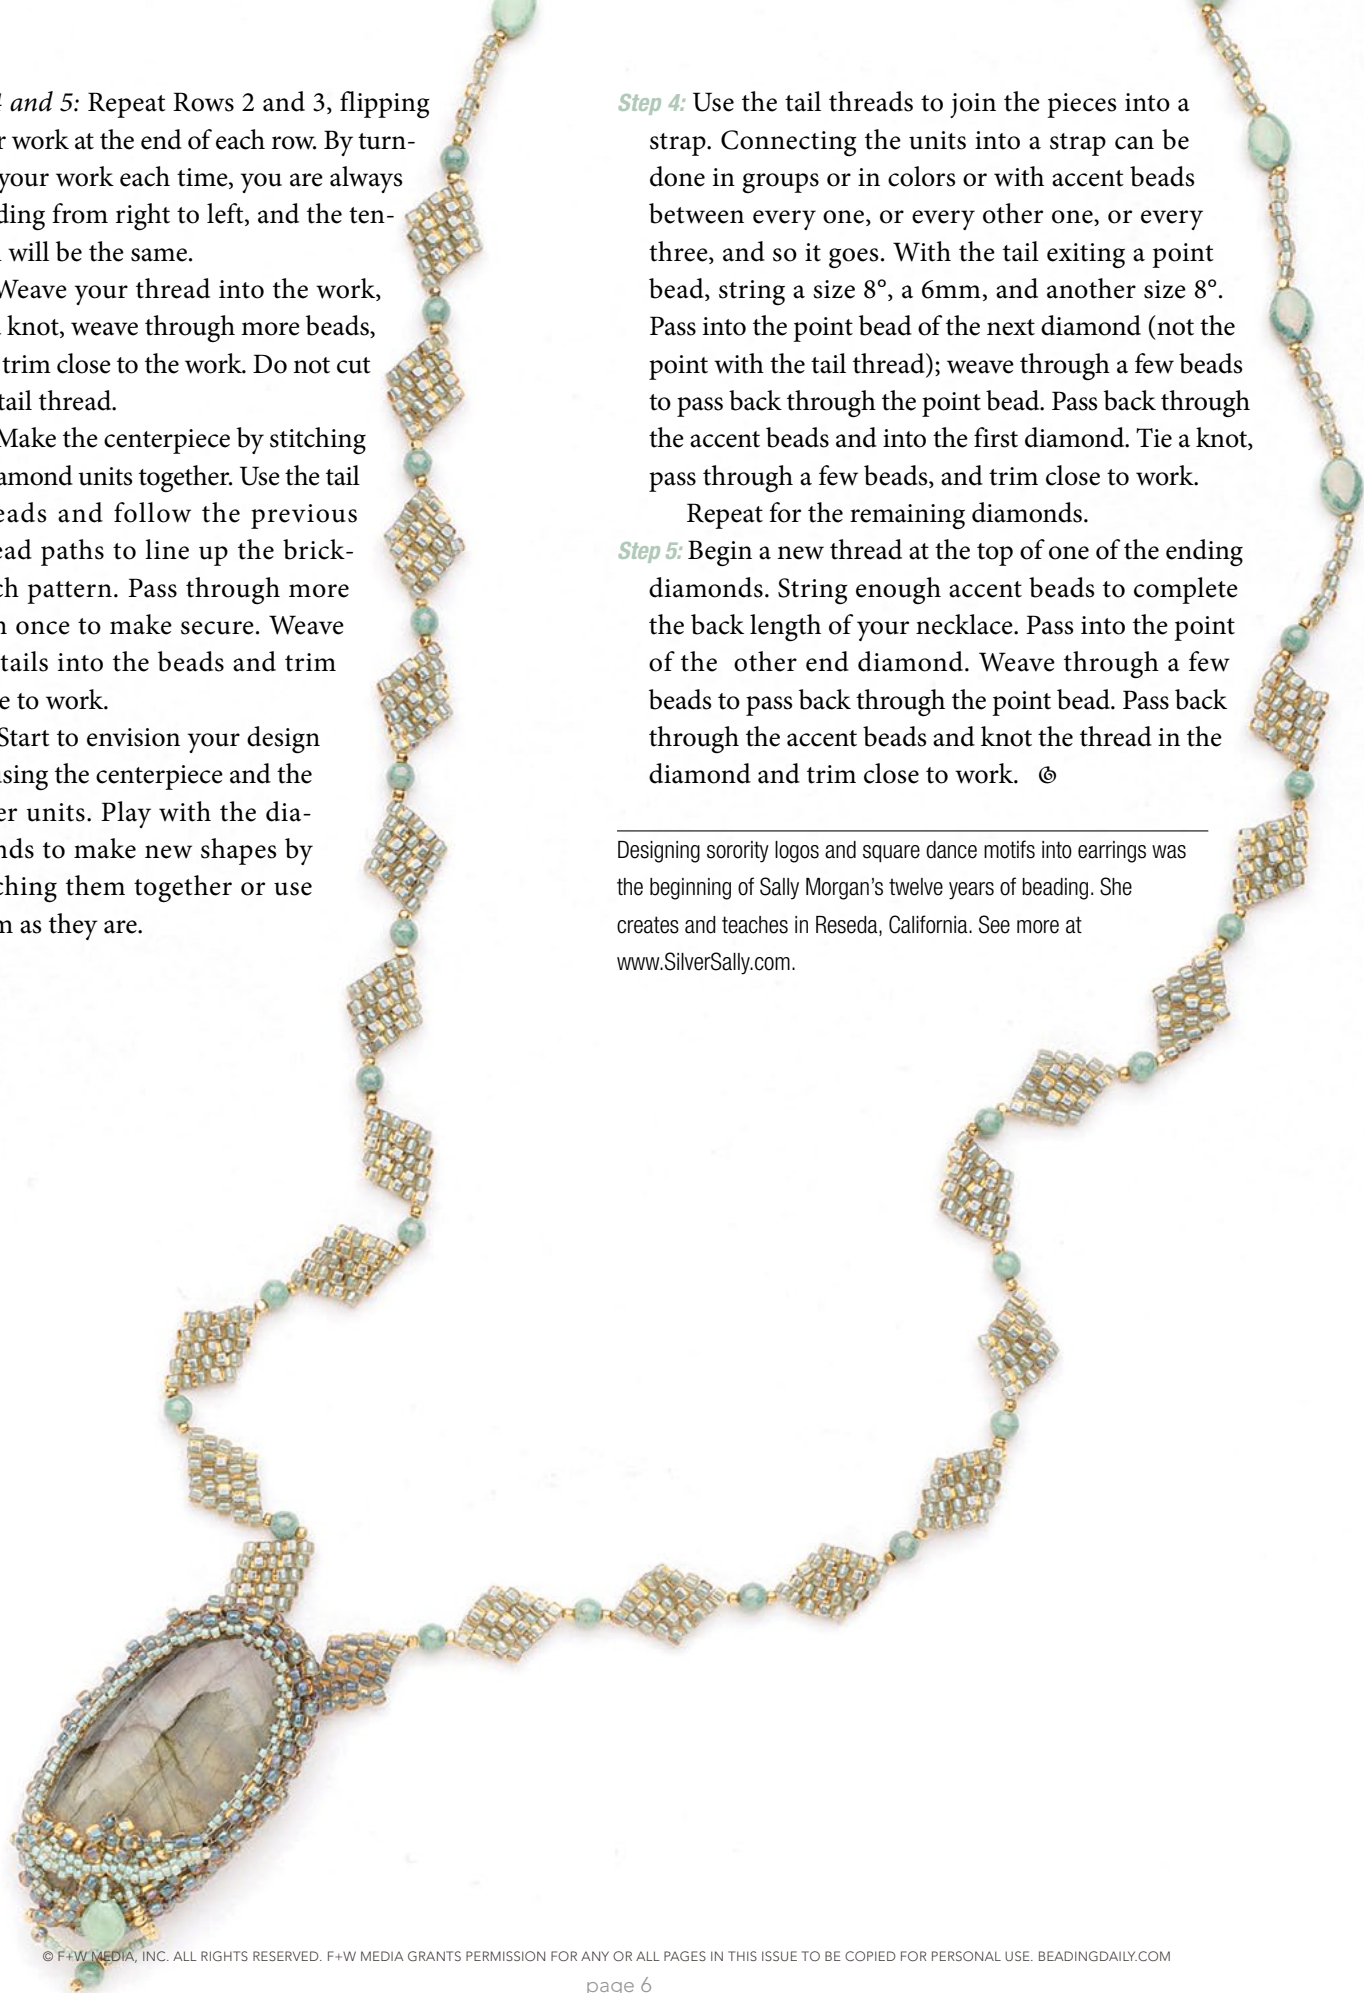 and 5: Repeat Rows 2 and 3, flipping
work at the end of each row. By turn-
your work each time, you are always
ding from right to left, and the ten-
will be the same.
Weave your thread into the work,
knot, weave through more beads,
trim close to the work. Do not cut
tail thread.
Make the centerpiece by stitching
amond units together. Use the tail
eads and follow the previous
ead paths to line up the brick-
ch pattern. Pass through more
n once to make secure. Weave
tails into the beads and trim
e to work.
Start to envision your design
sing the centerpiece and the
er units. Play with the dia-
nds to make new shapes by
ching them together or use
m as they are.
Step 4: Use the tail threads to join the pieces into a
strap. Connecting the units into a strap can be
done in groups or in colors or with accent beads
between every one, or every other one, or every
three, and so it goes. With the tail exiting a point
bead, string a size 8°, a 6mm, and another size 8°.
Pass into the point bead of the next diamond (not the
point with the tail thread); weave through a few beads
to pass back through the point bead. Pass back through
the accent beads and into the first diamond. Tie a knot,
pass through a few beads, and trim close to work.
Repeat for the remaining diamonds.
Step 5: Begin a new thread at the top of one of the ending
diamonds. String enough accent beads to complete
the back length of your necklace. Pass into the point
of the other end diamond. Weave through a few
beads to pass back through the point bead. Pass back
through the accent beads and knot the thread in the
diamond and trim close to work.
Designing sorority logos and square dance motifs into earrings was
the beginning of Sally Morgan's twelve years of beading. She
creates and teaches in Reseda, California. See more at
www.SilverSally.com.
© F+W MEDIA, INC. ALL RIGHTS RESERVED. F+W MEDIA GRANTS PERMISSION FOR ANY OR ALL PAGES IN THIS ISSUE TO BE COPIED FOR PERSONAL USE. BEADINGDAILY.COM
page 6